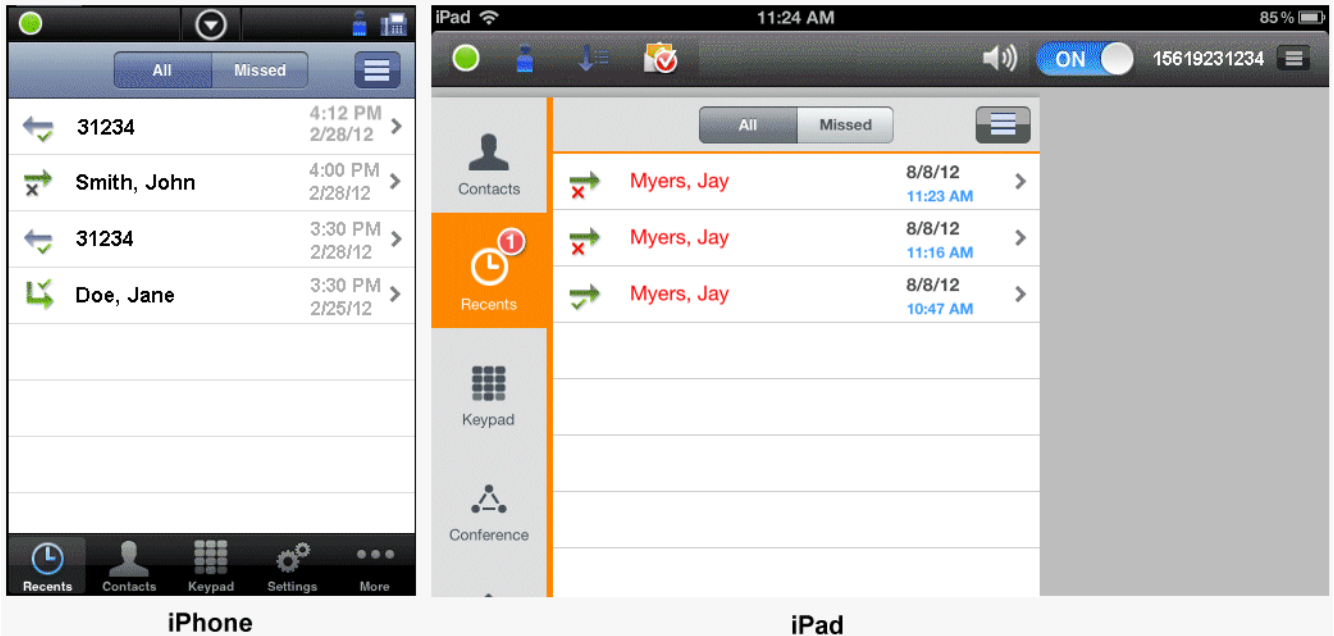 All Missed
31234 4:12 PM
2/28/12
Smith, John 4:00 PM
2/28/12
31234 3:30 PM
2/28/12
Doe, Jane 3:30 PM
2/25/12
Recents Contacts Keypad Settings More
iPhone
iPad 11:24 AM 85%
ON 15619231234
Contacts
1
Recents
Keypad
Conference
All Missed
Myers, Jay 8/8/12
11:23 AM
Myers, Jay 8/8/12
11:16 AM
Myers, Jay 8/8/12
10:47 AM
iPad